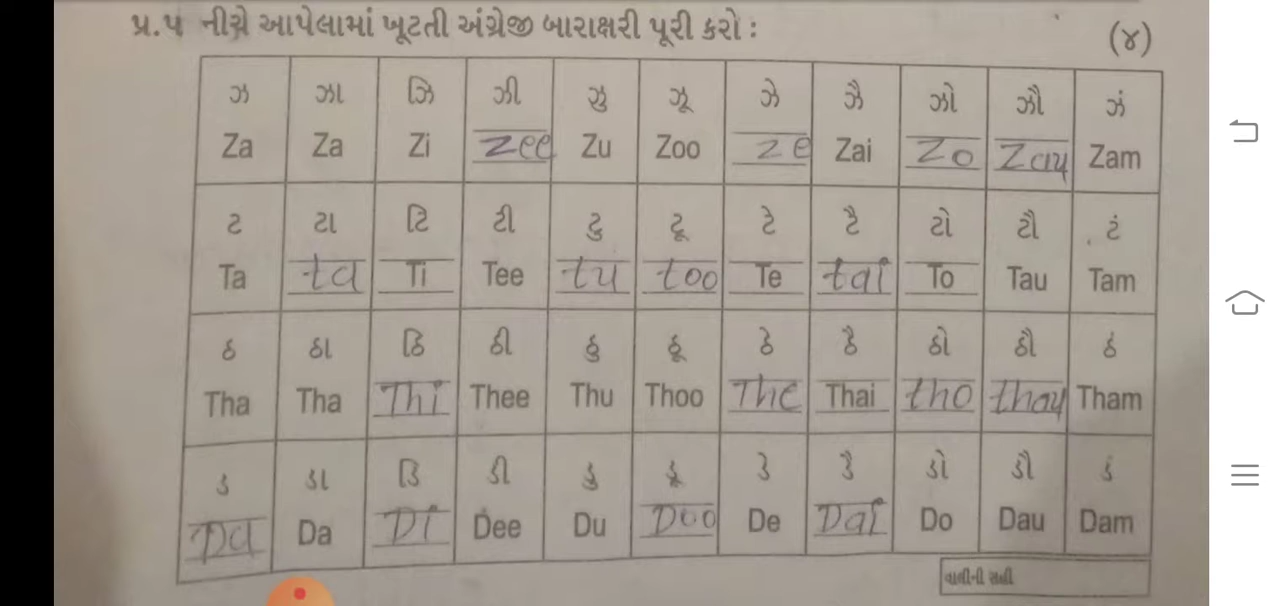 પ્ર.૫ નીચે આપેલામાં ખૂટતી અંગ્રેજી બારાક્ષરી પૂરી કરો : (૪)
ઝ ઝા ઝિ ઝી ઝુ ઝૂ ઝે ઝૈ ઝો ઝૌ ઝં
Za Za Zi Zee Zu Zoo Ze Zai Zo Zau Zam
ટ ટા ટિ ટી ટુ ટૂ ટે ટૈ ટો ટૌ ટં
Ta ta Ti Tee tu too Te tai To Tau Tam
ઠ ઠા ઠિ ઠી ઠુ ઠૂ ઠે ઠૈ ઠો ઠૌ ઠં
Tha Tha Thi Thee Thu Thoo The Thai tho thau Tham
ડ ડા ડિ ડી ડુ ડૂ ડે ડૈ ડો ડૌ ડં
Da Da Di Dee Du Doo De Dai Do Dau Dam
વાલીની સહી